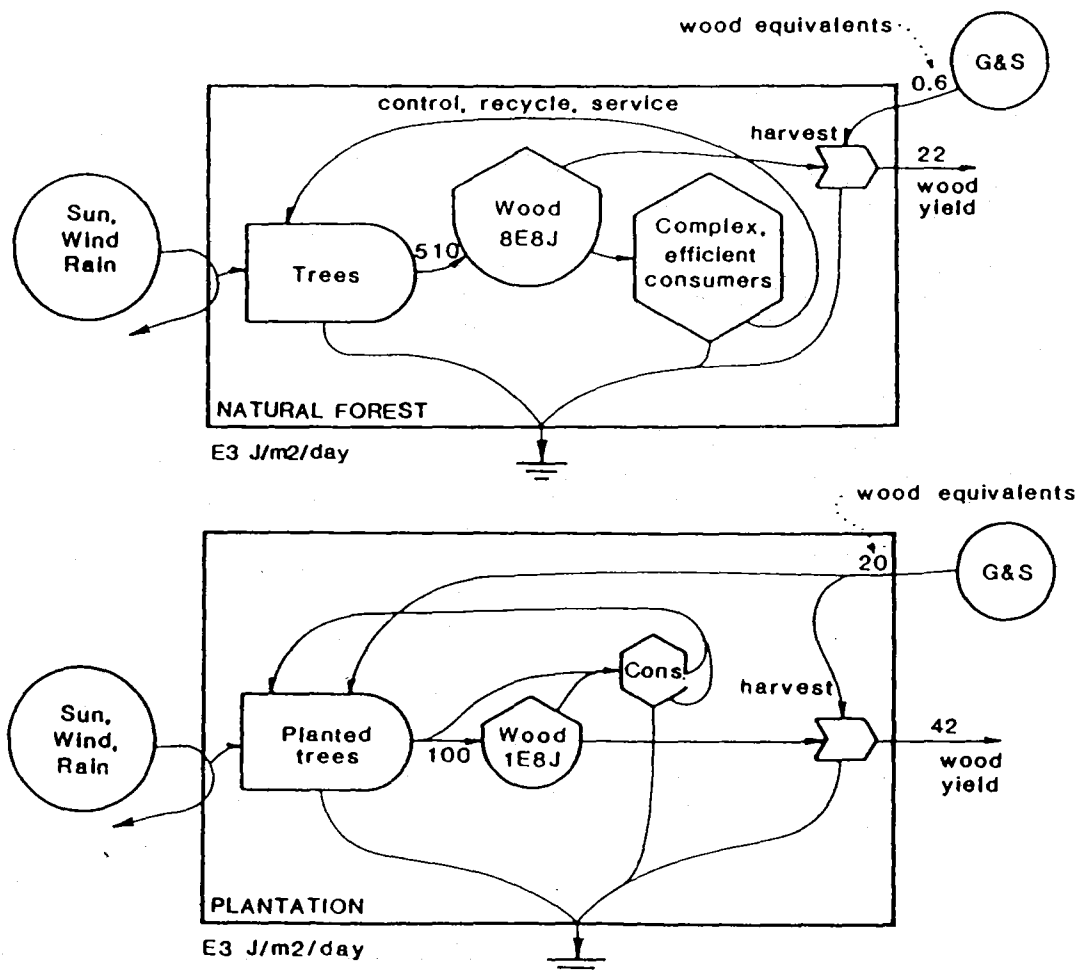 wood equivalents
G&S
0.6
control, recycle, service
harvest
22
wood
yield
Sun,
Wind
Rain
Trees
510
Wood
8E8J
Complex,
efficient
consumers
NATURAL FOREST
E3 J/m2/day
wood equivalents
20
G&S
Cons.
harvest
Sun,
Wind,
Rain
Planted
trees
100
Wood
1E8J
42
wood
yield
PLANTATION
E3 J/m2/day